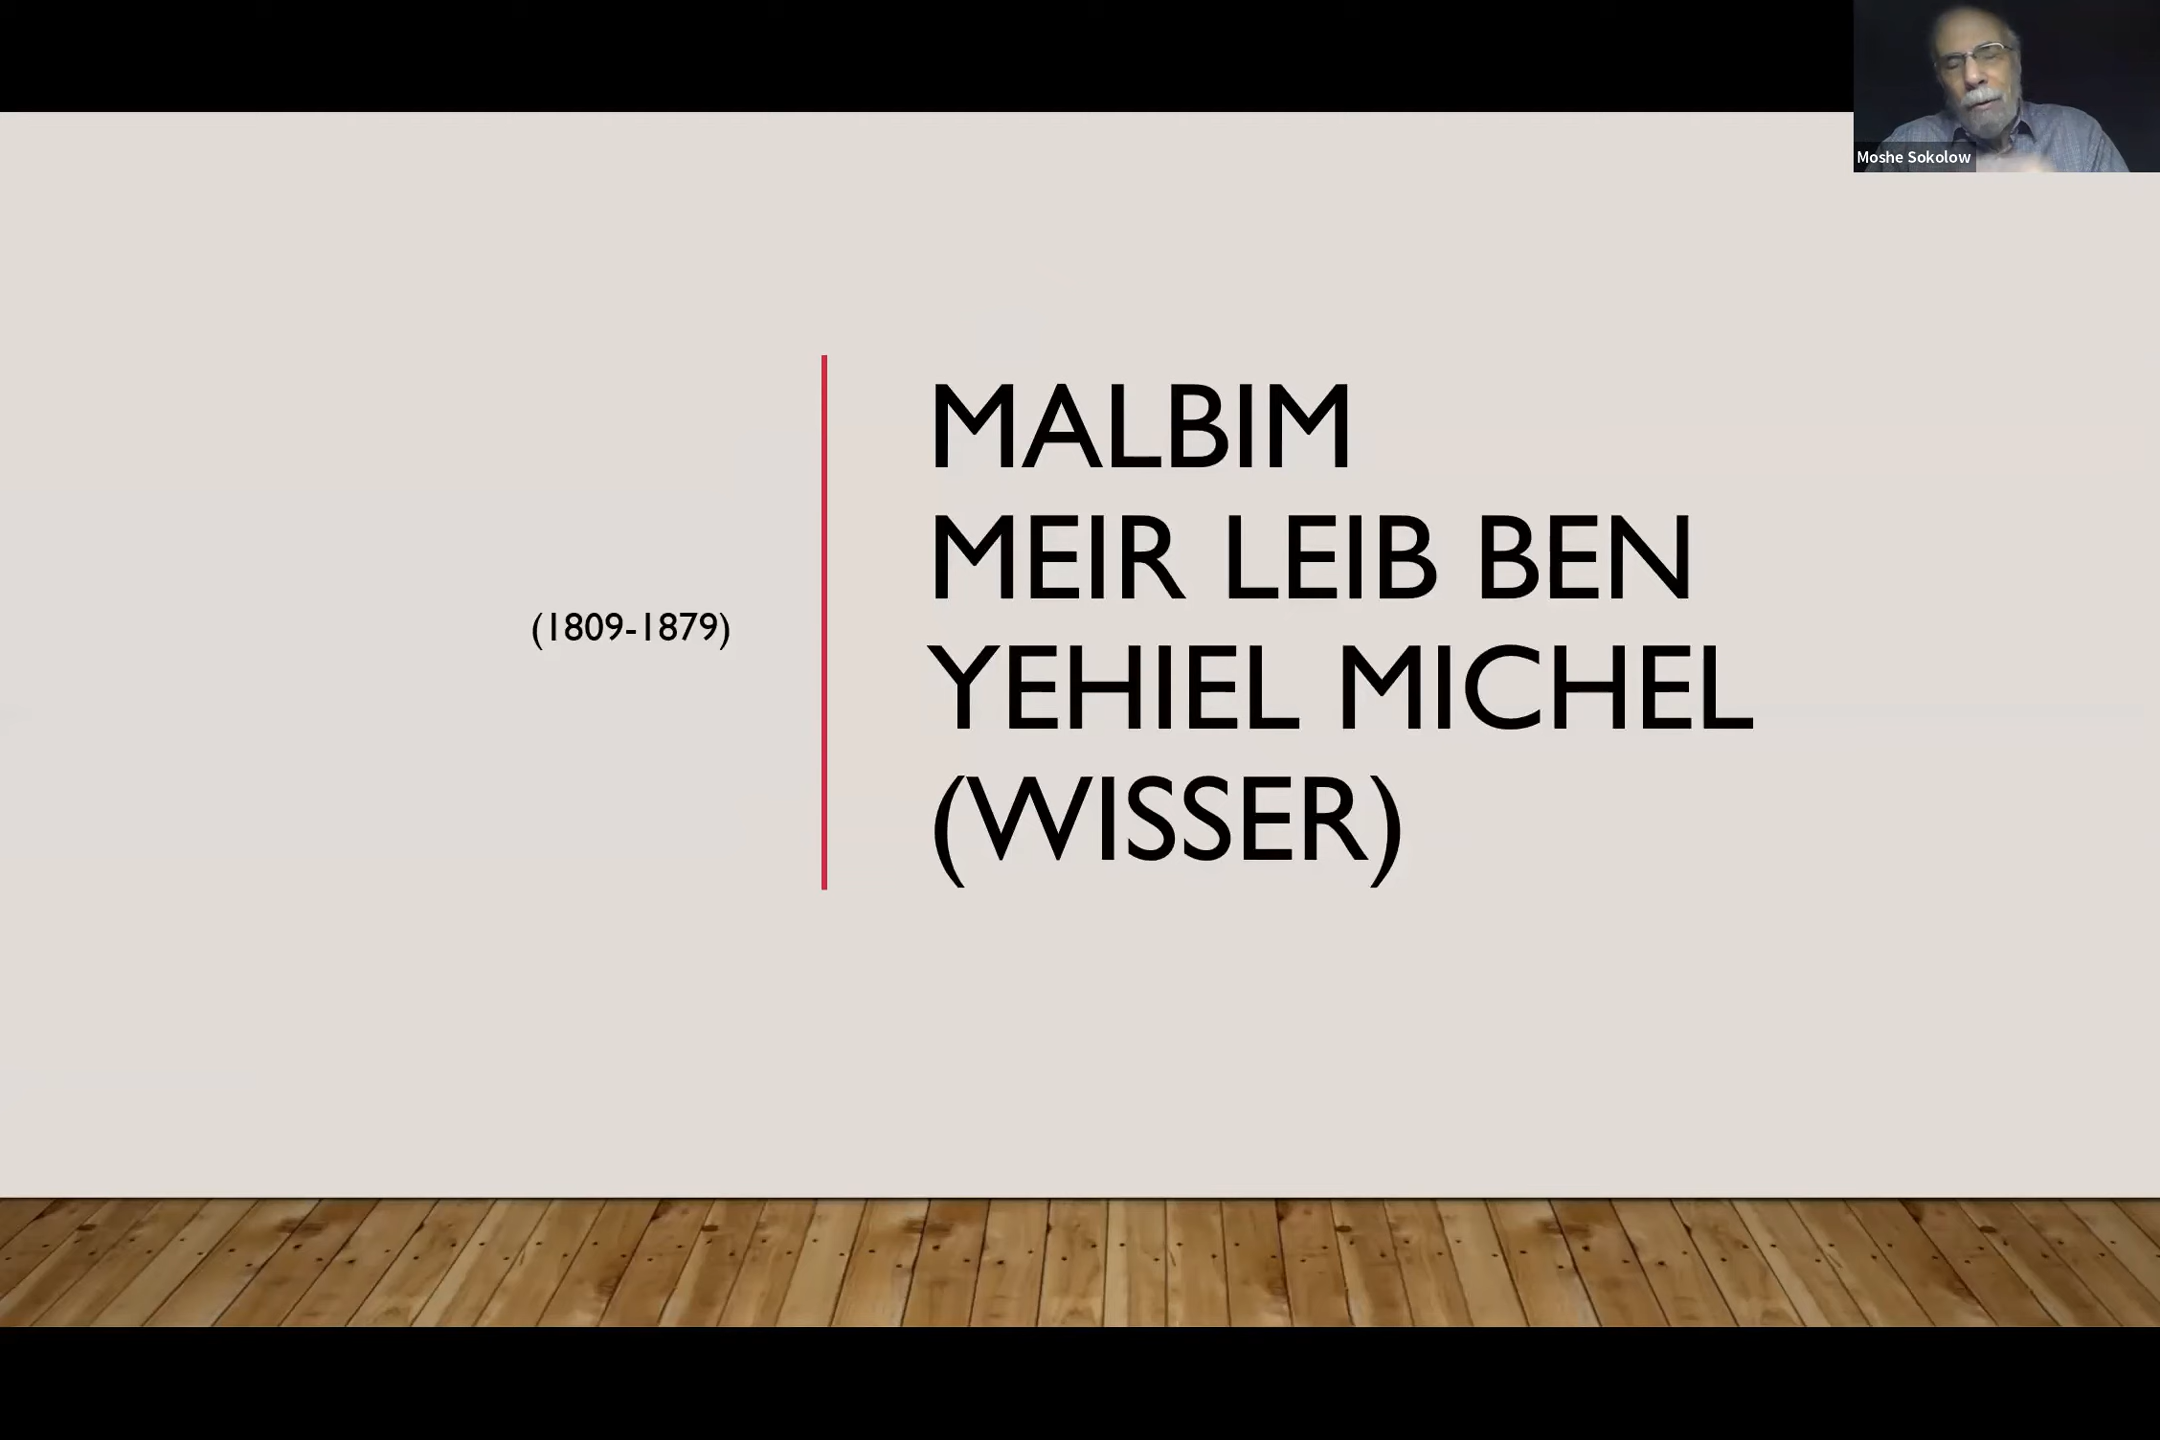 Moshe Sokolow
(1809-1879)
MALBIM
MEIR LEIB BEN
YEHIEL MICHEL
(WISSER)